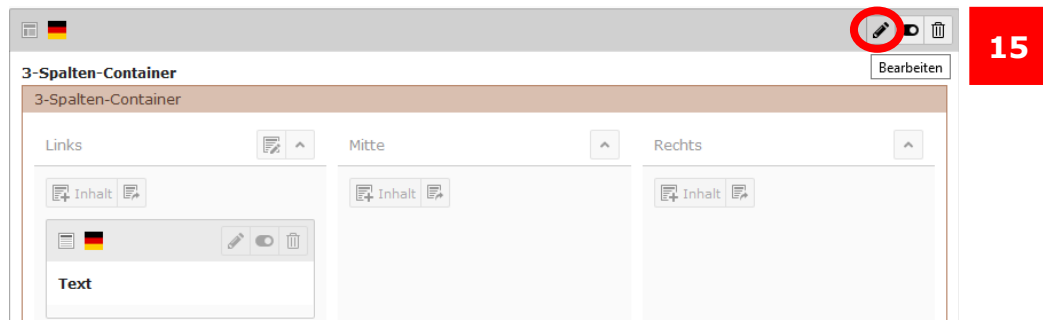 15
Bearbeiten
3-Spalten-Container
3-Spalten-Container
Links Mitte Rechts
Inhalt Inhalt Inhalt
Text